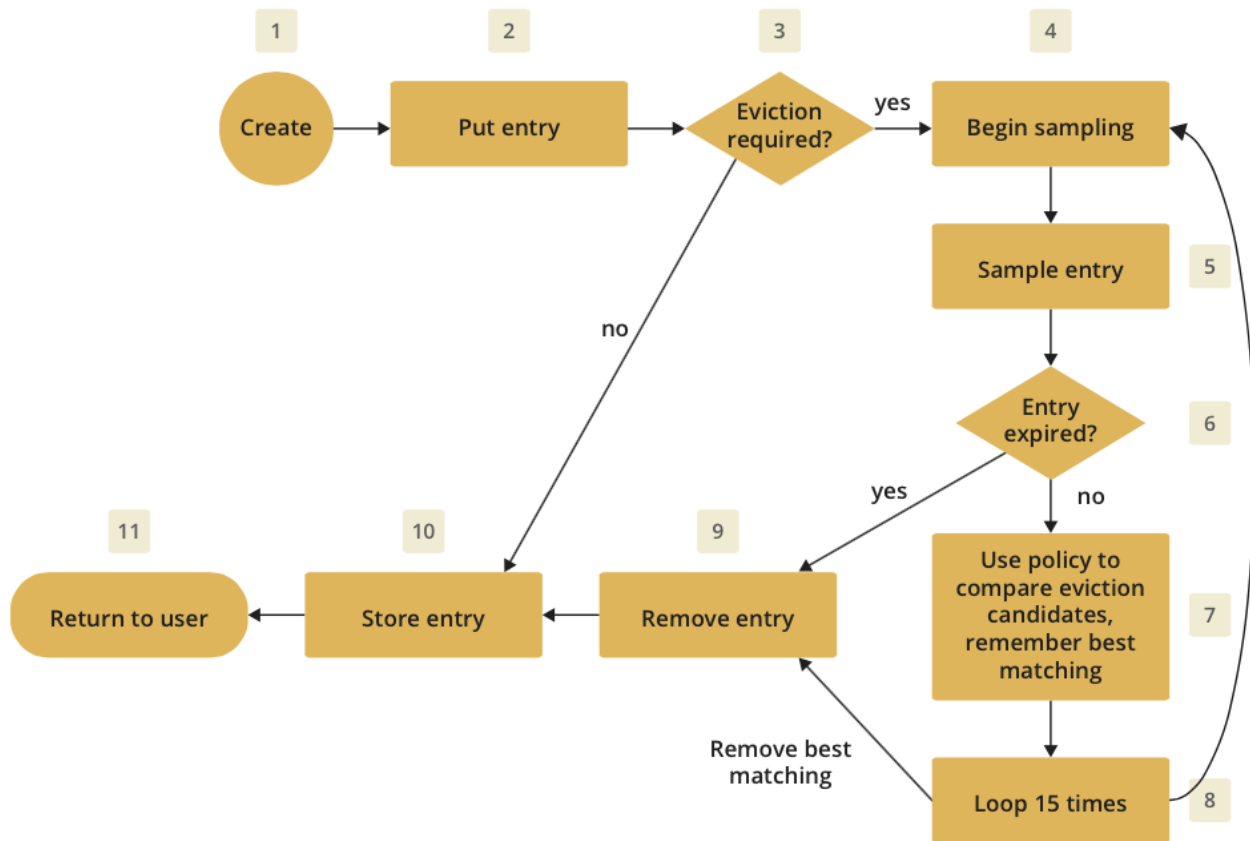 1
2
3
4
Create
Put entry
Eviction
required?
yes
Begin sampling
5
Sample entry
no
6
Entry
expired?
yes
no
11
10
9
7
Use policy to
compare eviction
candidates,
remember best
matching
Return to user
Store entry
Remove entry
Remove best
matching
Loop 15 times
8